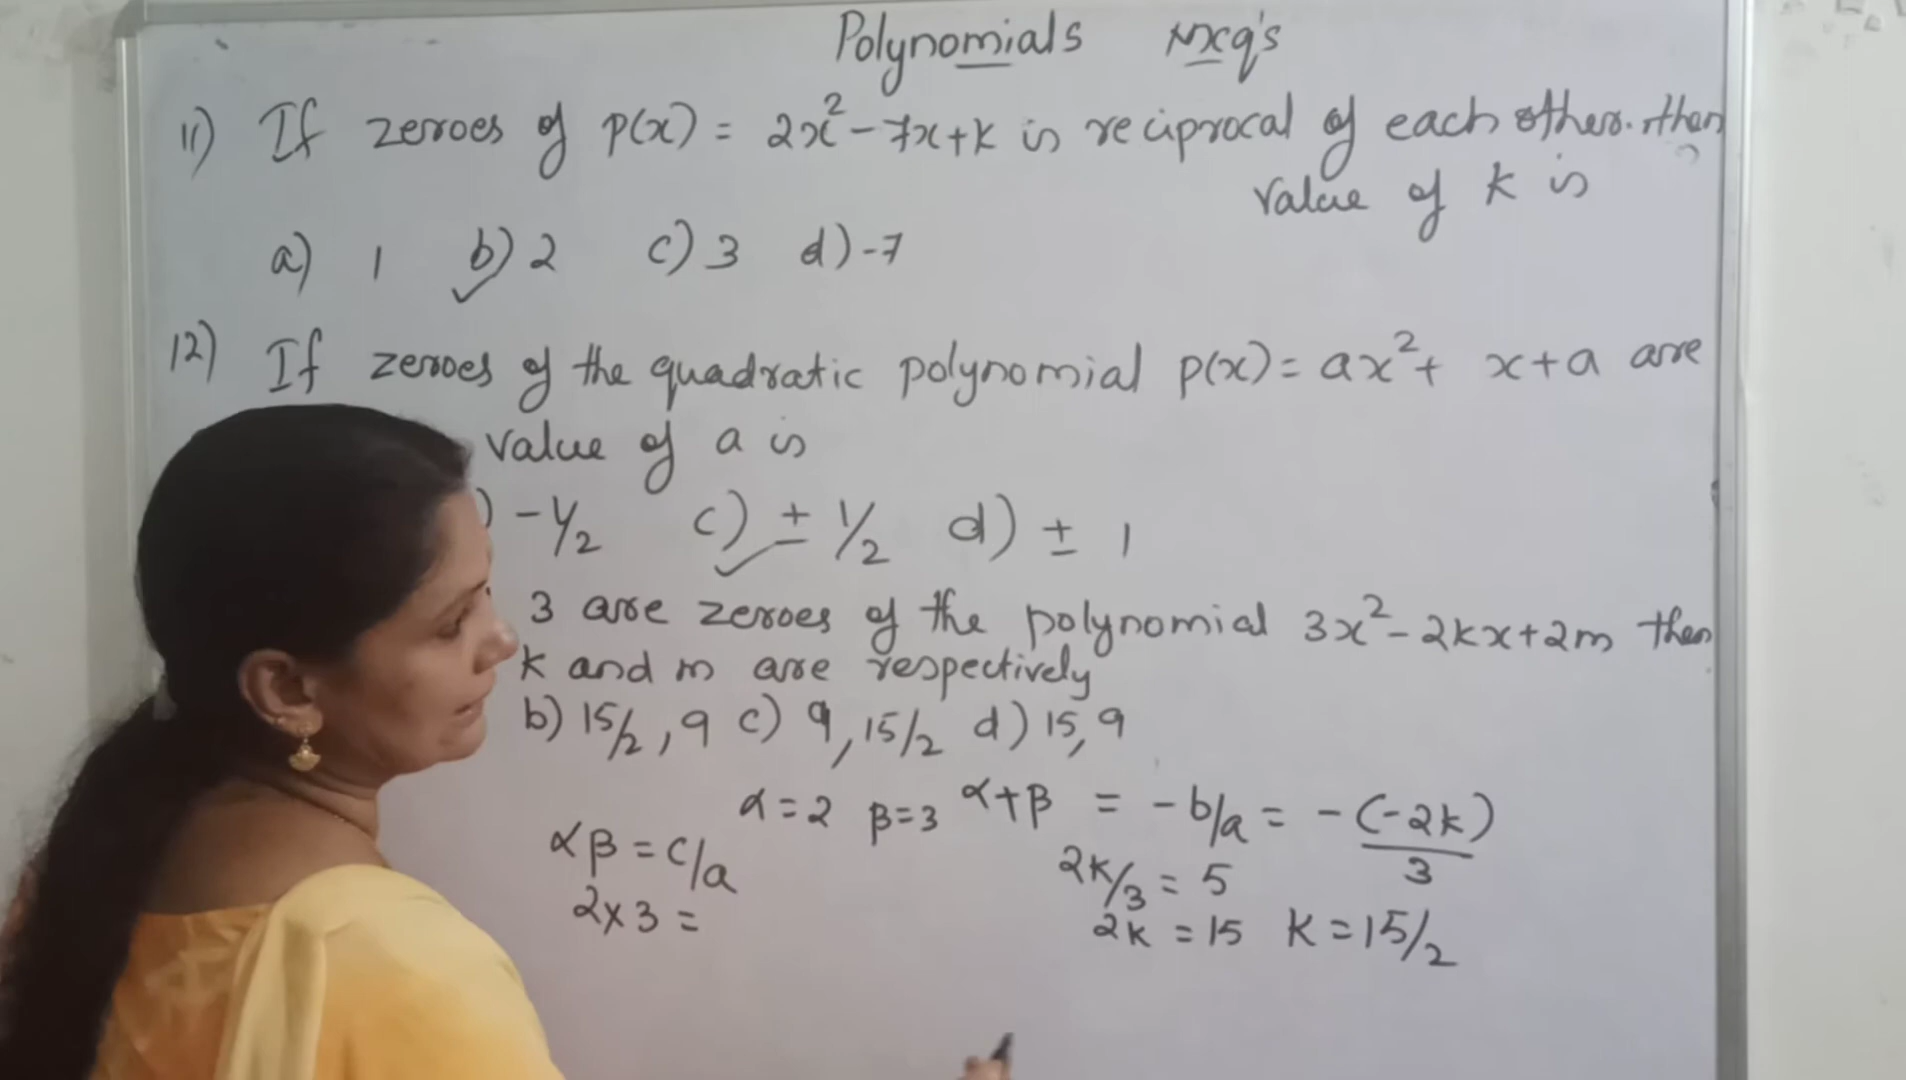 Polynomials Mcq's
11) If zeroes of p(x) = 2x² - 7x + k is reciprocal of each other. then
value of k is
a) 1 b) 2 c) 3 d) -7
12) If zeroes of the quadratic polynomial p(x) = ax² + x + a are
value of a is
) -1/2 c) ± 1/2 d) ± 1
3 are zeroes of the polynomial 3x² - 2kx + 2m then
k and m are respectively
b) 15/2, 9 c) 9, 15/2 d) 15, 9
α = 2 β = 3 α + β = -b/a = -(-2k)/3
αβ = c/a
2k/3 = 5
2 x 3 =
2k = 15 k = 15/2